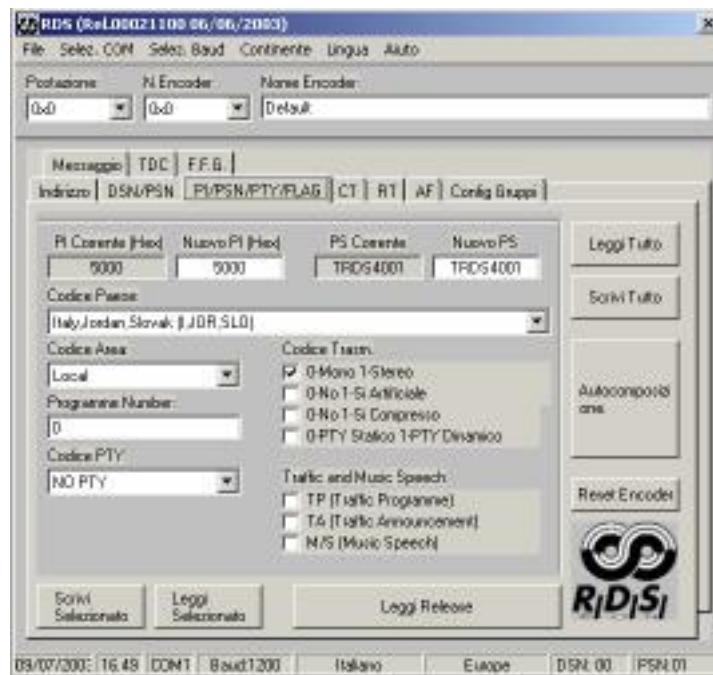 RDS (Rel.00021100 06/06/2003)
File Selez. COM Selez. Baud Continente Lingua Aiuto
Postazione N.Encoder Nome Encoder
0x0 0x0 Default
Messaggio TDC F.F.G.
Indirizzo DSN/PSN PI/PSN/PTY/FLAG CT RT AF Config Gruppi
PI Corrente (Hex) Nuovo PI (Hex) PS Corrente Nuovo PS
5000 5000 TRDS4001 TRDS4001
Leggi Tutto
Codice Paese
Italy,Jordan,Slovak (I,JOR,SLO)
Scrivi Tutto
Codice Area
Local
Programme Number:
0
Codice PTY
NO PTY
Codice Trasm.
0-Mono 1-Stereo
0-No 1-Si Artificiale
0-No 1-Si Compresso
0-PTY Statico 1-PTY Dinamico
Traffic and Music Speech
TP (Traffic Programme)
TA (Traffic Announcement)
M/S (Music Speech)
Autocomposizi
one
Reset Encoder
RDS
Scrivi
Selezionato
Leggi
Selezionato
Leggi Release
16.49 COM1 Baud:1200 Italiano Europe DSN: 00 PSN:01